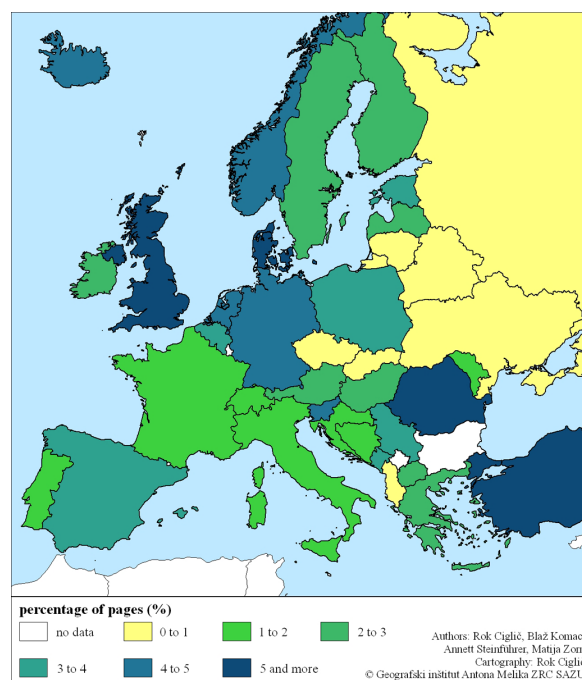 percentage of pages (%)
no data
0 to 1
1 to 2
2 to 3
3 to 4
4 to 5
5 and more
Authors: Rok Ciglič, Blaž Komac
Annett Steinführer, Matija Zorn
Cartography: Rok Ciglič
© Geografski inštitut Antona Melika ZRC SAZU